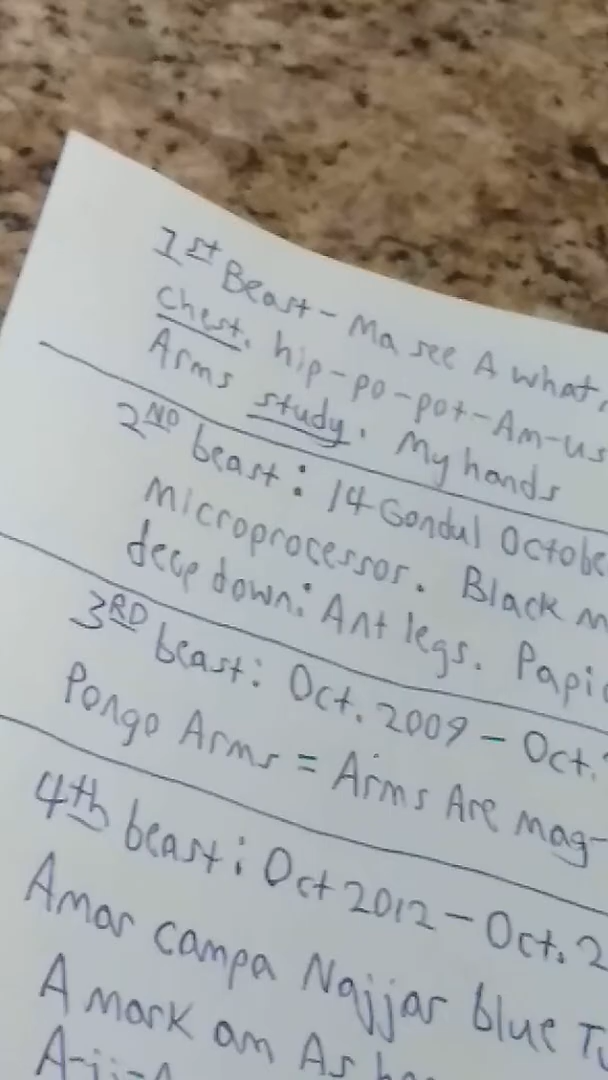 1st Beast - Ma see A what,
chest. hip-po-pot-Am-us
Arms study. My hands
2ND beast: 14 Gondul Octobe
microprocessor. Black m
deep down: Ant legs. Papi
3RD beast: Oct. 2009 - Oct.
Pongo Arms = Arms Are mag-
4th beast: Oct 2012 - Oct. 2
Amar campa Najjar blue
A mark am As